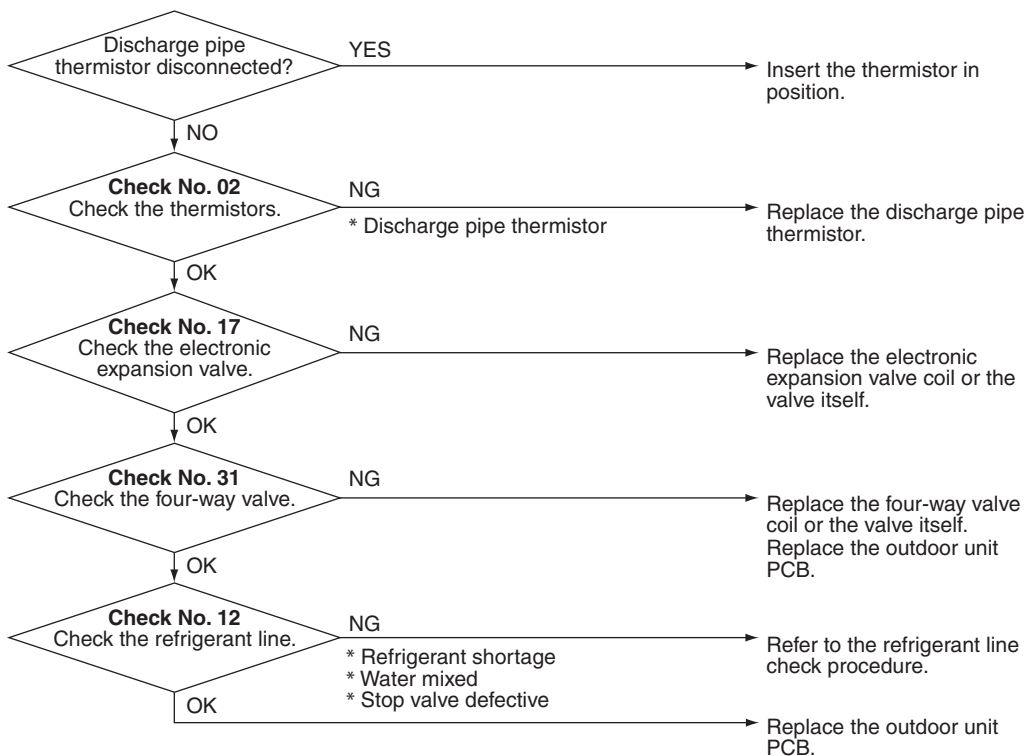 Discharge pipe
thermistor disconnected?
YES
Insert the thermistor in
position.
NO
Check No. 02
Check the thermistors.
NG
* Discharge pipe thermistor
Replace the discharge pipe
thermistor.
OK
Check No. 17
Check the electronic
expansion valve.
NG
Replace the electronic
expansion valve coil or the
valve itself.
OK
Check No. 31
Check the four-way valve.
NG
Replace the four-way valve
coil or the valve itself.
Replace the outdoor unit
PCB.
OK
Check No. 12
Check the refrigerant line.
NG
* Refrigerant shortage
* Water mixed
* Stop valve defective
Refer to the refrigerant line
check procedure.
OK
Replace the outdoor unit
PCB.